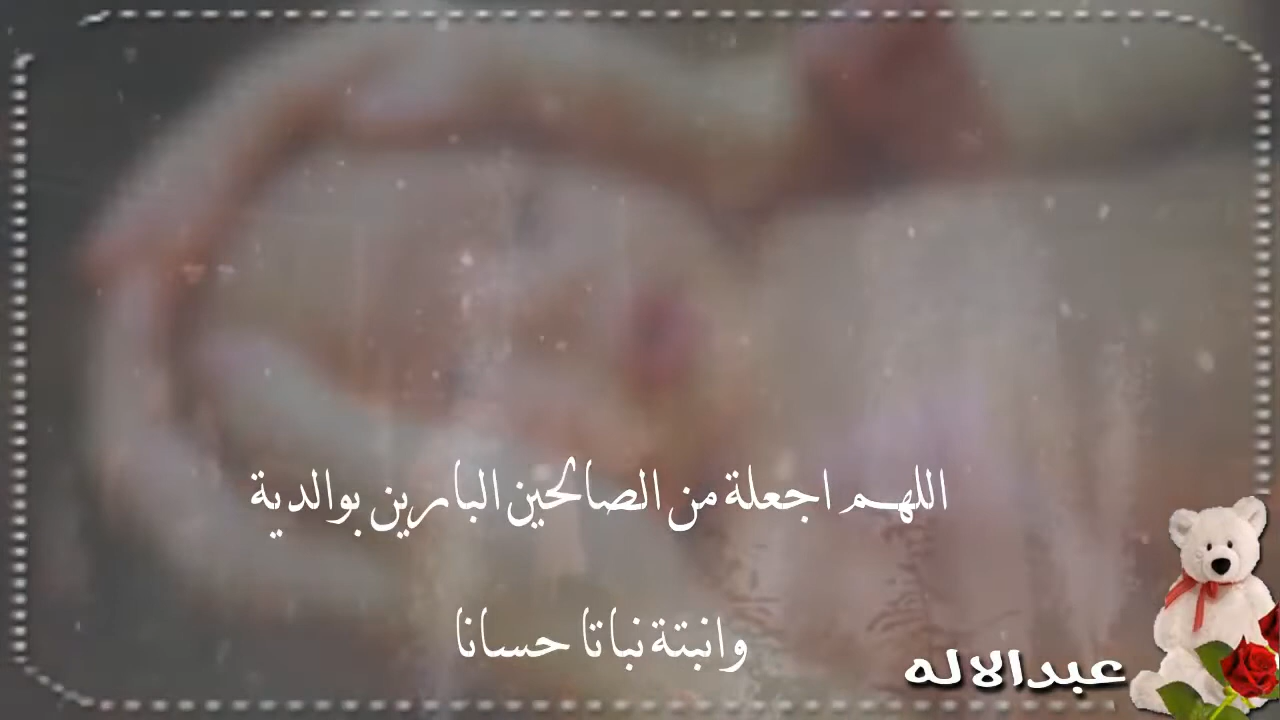 اللهم اجعلة من الصالحين البارين بوالدية
وانبتة نباتا حسانا
عبدالاله